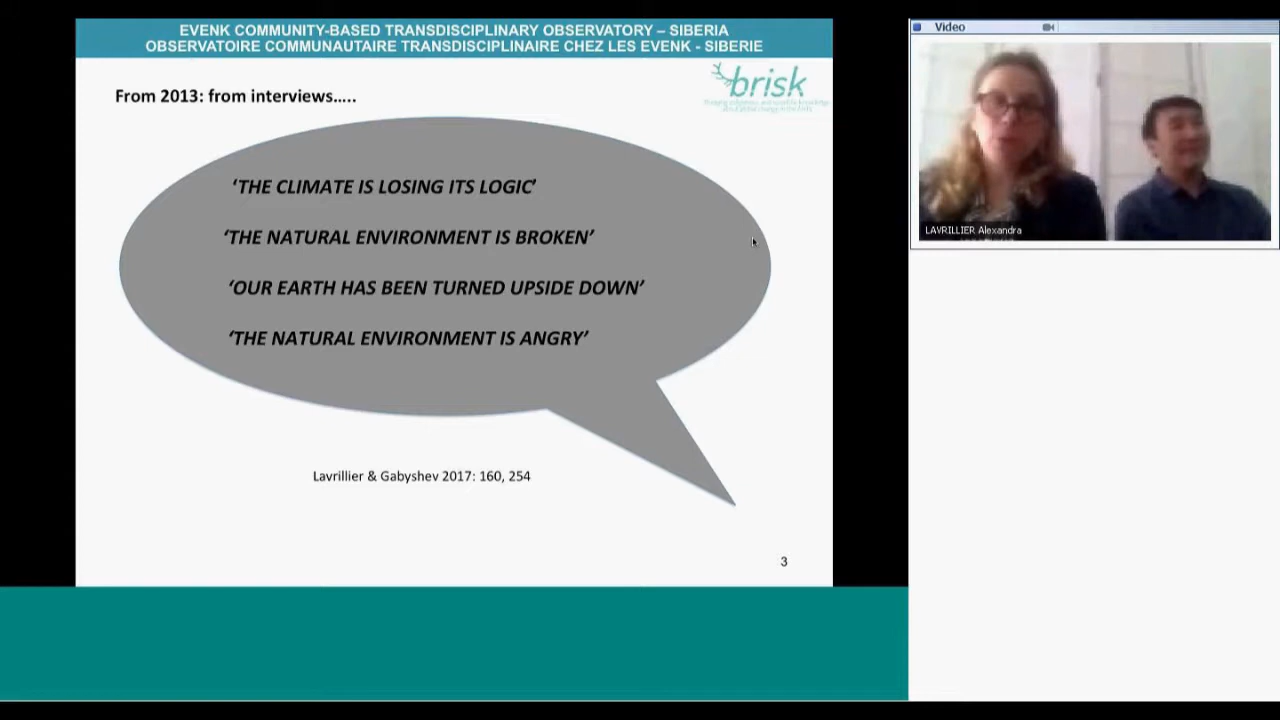 EVENK COMMUNITY-BASED TRANSDISCIPLINARY OBSERVATORY – SIBERIA
OBSERVATOIRE COMMUNAUTAIRE TRANSDISCIPLINAIRE CHEZ LES EVENK - SIBERIE
brisk
From 2013: from interviews…..
‘THE CLIMATE IS LOSING ITS LOGIC’
‘THE NATURAL ENVIRONMENT IS BROKEN’
‘OUR EARTH HAS BEEN TURNED UPSIDE DOWN’
‘THE NATURAL ENVIRONMENT IS ANGRY’
Lavrillier & Gabyshev 2017: 160, 254
3
Video
LAVRILLIER Alexandra